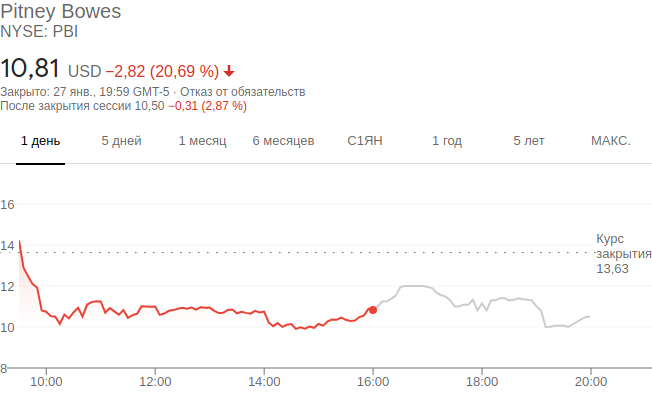 Pitney Bowes
NYSE: PBI
10,81 USD −2,82 (20,69 %)
Закрыто: 27 янв., 19:59 GMT-5 · Отказ от обязательств
После закрытия сессии 10,50 −0,31 (2,87 %)
1 день 5 дней 1 месяц 6 месяцев С1ЯН 1 год 5 лет МАКС.
16
14
12
10
8
Курс
закрытия
13,63
10:00 12:00 14:00 16:00 18:00 20:00